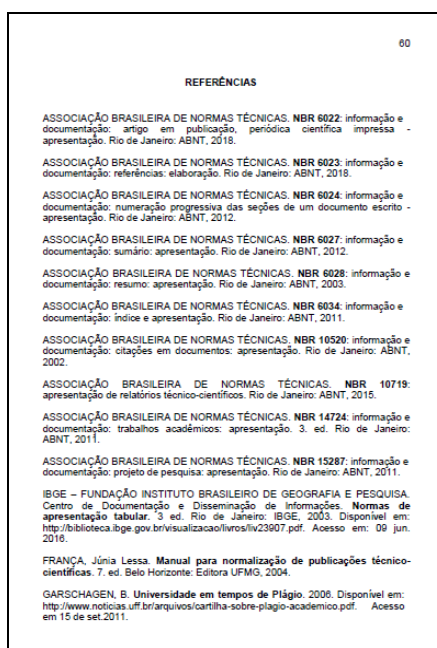 60
REFERÊNCIAS
ASSOCIAÇÃO BRASILEIRA DE NORMAS TÉCNICAS. NBR 6022: informação e
documentação: artigo em publicação, periódica científica impressa -
apresentação. Rio de Janeiro: ABNT, 2018.
ASSOCIAÇÃO BRASILEIRA DE NORMAS TÉCNICAS. NBR 6023: informação e
documentação: referências: elaboração. Rio de Janeiro: ABNT, 2018.
ASSOCIAÇÃO BRASILEIRA DE NORMAS TÉCNICAS. NBR 6024: informação e
documentação: numeração progressiva das seções de um documento escrito -
apresentação. Rio de Janeiro: ABNT, 2012.
ASSOCIAÇÃO BRASILEIRA DE NORMAS TÉCNICAS. NBR 6027: informação e
documentação: sumário: apresentação. Rio de Janeiro: ABNT, 2012.
ASSOCIAÇÃO BRASILEIRA DE NORMAS TÉCNICAS. NBR 6028: informação e
documentação: resumo: apresentação. Rio de Janeiro: ABNT, 2003.
ASSOCIAÇÃO BRASILEIRA DE NORMAS TÉCNICAS. NBR 6034: informação e
documentação: índice e apresentação. Rio de Janeiro: ABNT, 2011.
ASSOCIAÇÃO BRASILEIRA DE NORMAS TÉCNICAS. NBR 10520: informação e
documentação: citações em documentos: apresentação. Rio de Janeiro: ABNT,
2002.
ASSOCIAÇÃO BRASILEIRA DE NORMAS TÉCNICAS. NBR 10719:
apresentação de relatórios técnico-científicos. Rio de Janeiro: ABNT, 2015.
ASSOCIAÇÃO BRASILEIRA DE NORMAS TÉCNICAS. NBR 14724: informação e
documentação: trabalhos acadêmicos: apresentação. 3. ed. Rio de Janeiro:
ABNT, 2011.
ASSOCIAÇÃO BRASILEIRA DE NORMAS TÉCNICAS. NBR 15287: informação e
documentação: projeto de pesquisa: apresentação. Rio de Janeiro: ABNT, 2011.
IBGE – FUNDAÇÃO INSTITUTO BRASILEIRO DE GEOGRAFIA E PESQUISA.
Centro de Documentação e Disseminação de Informações. Normas de
apresentação tabular. 3 ed. Rio de Janeiro: IBGE, 2003. Disponível em:
http://biblioteca.ibge.gov.br/visualizacao/livros/liv23907.pdf. Acesso em: 09 jun.
2016.
FRANÇA, Júnia Lessa. Manual para normalização de publicações técnico-
científicas. 7. ed. Belo Horizonte: Editora UFMG, 2004.
GARSCHAGEN, B. Universidade em tempos de Plágio. 2006. Disponível em:
http://www.noticias.uff.br/arquivos/cartilha-sobre-plagio-academico.pdf. Acesso
em 15 de set.2011.